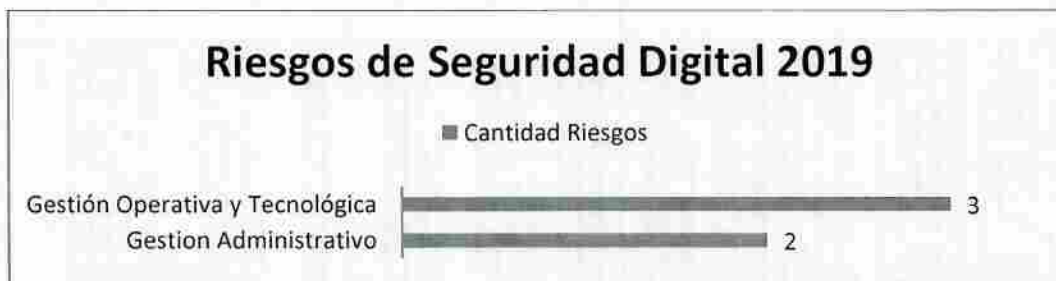 Riesgos de Seguridad Digital 2019
Cantidad Riesgos
Gestión Operativa y Tecnológica 3
Gestion Administrativo 2